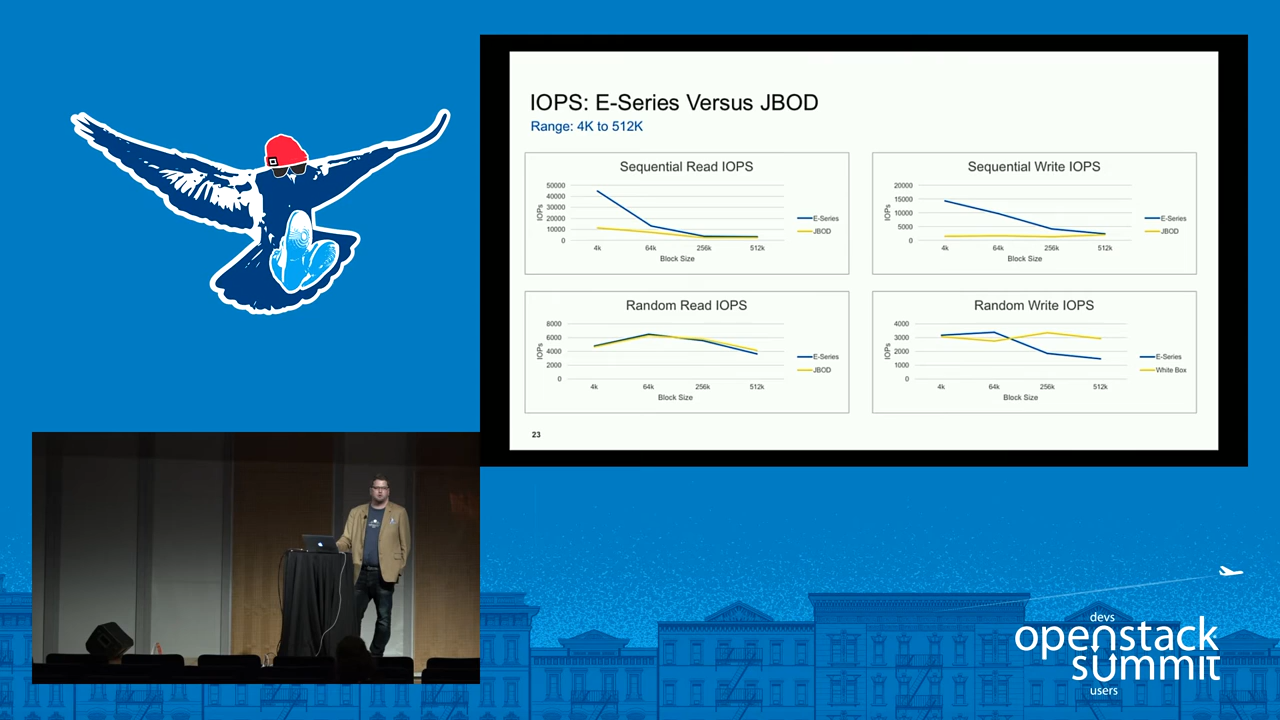 IOPS: E-Series Versus JBOD
Range: 4K to 512K
Sequential Read IOPS
50000
40000
30000
20000
10000
0
IOPs
4k 64k 256k 512k
Block Size
E-Series
JBOD
Sequential Write IOPS
20000
15000
10000
5000
0
IOPs
4k 64k 256k 512k
Block Size
E-Series
JBOD
Random Read IOPS
8000
6000
4000
2000
0
IOPs
4k 64k 256k 512k
Block Size
E-Series
JBOD
Random Write IOPS
4000
3000
2000
1000
0
IOPs
4k 64k 256k 512k
Block Size
E-Series
White Box
23
devs
openstack
summit
users